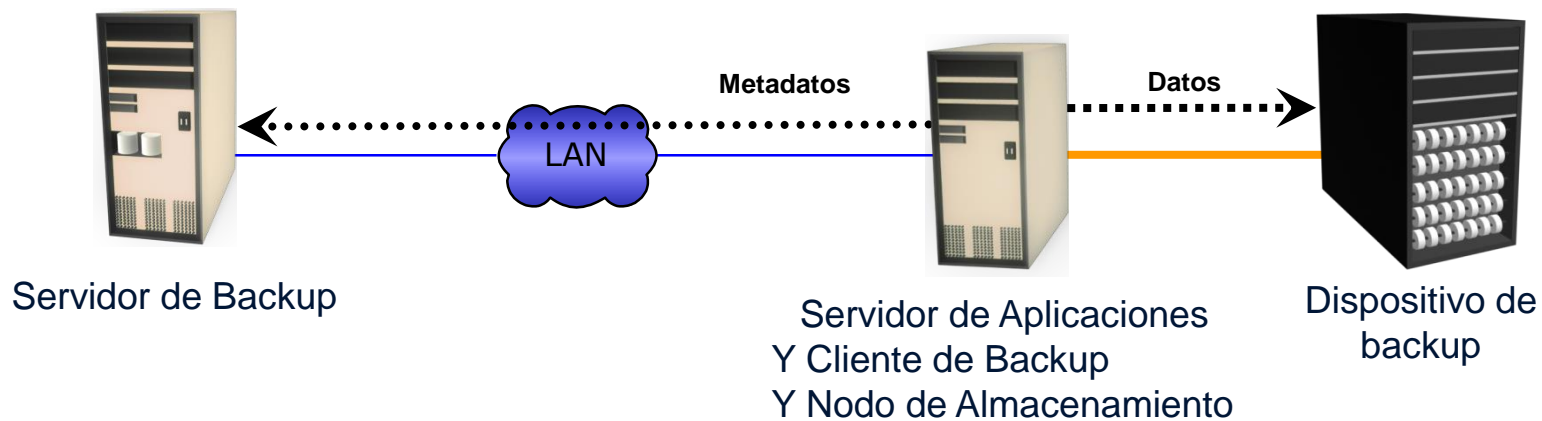 Metadatos
Datos
LAN
Servidor de Backup
Servidor de Aplicaciones
Y Cliente de Backup
Y Nodo de Almacenamiento
Dispositivo de
backup